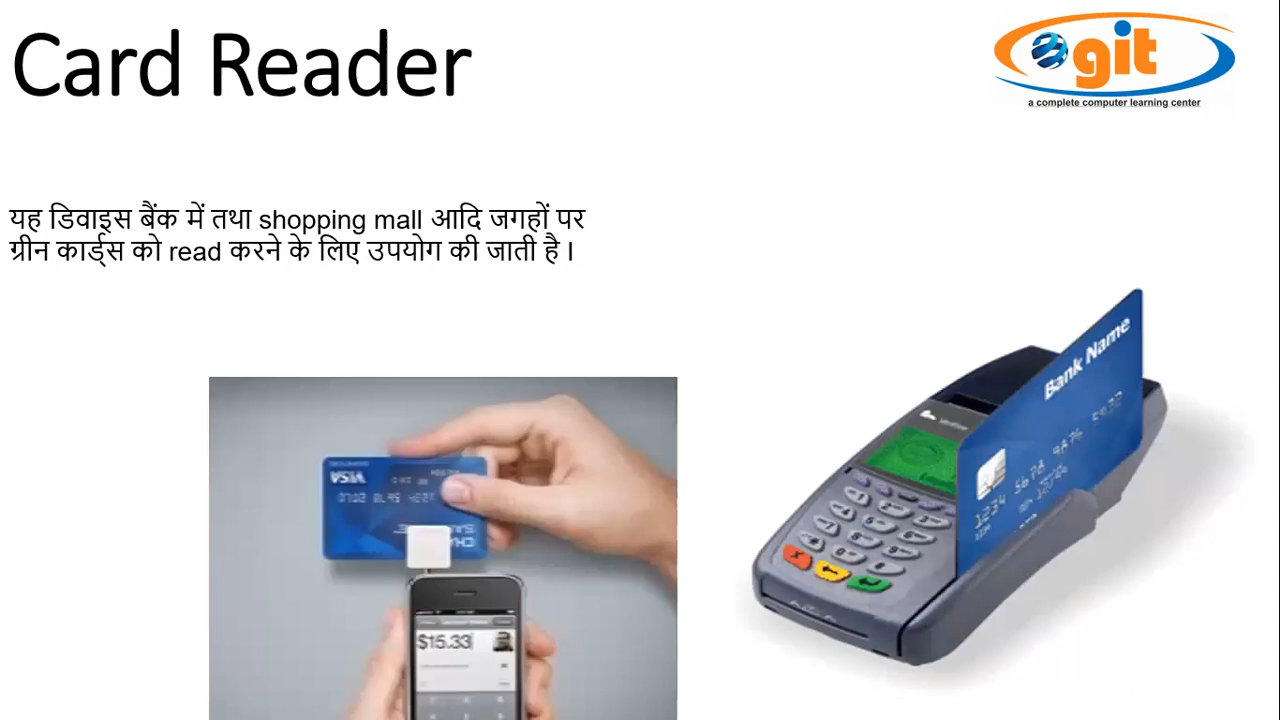 Card Reader
egit
a complete computer learning center
यह डिवाइस बैंक में तथा shopping mall आदि जगहों पर
ग्रीन कार्ड्स को read करने के लिए उपयोग की जाती है।
Bank Name
1234 5678 9876 5432
VISA
$15.33